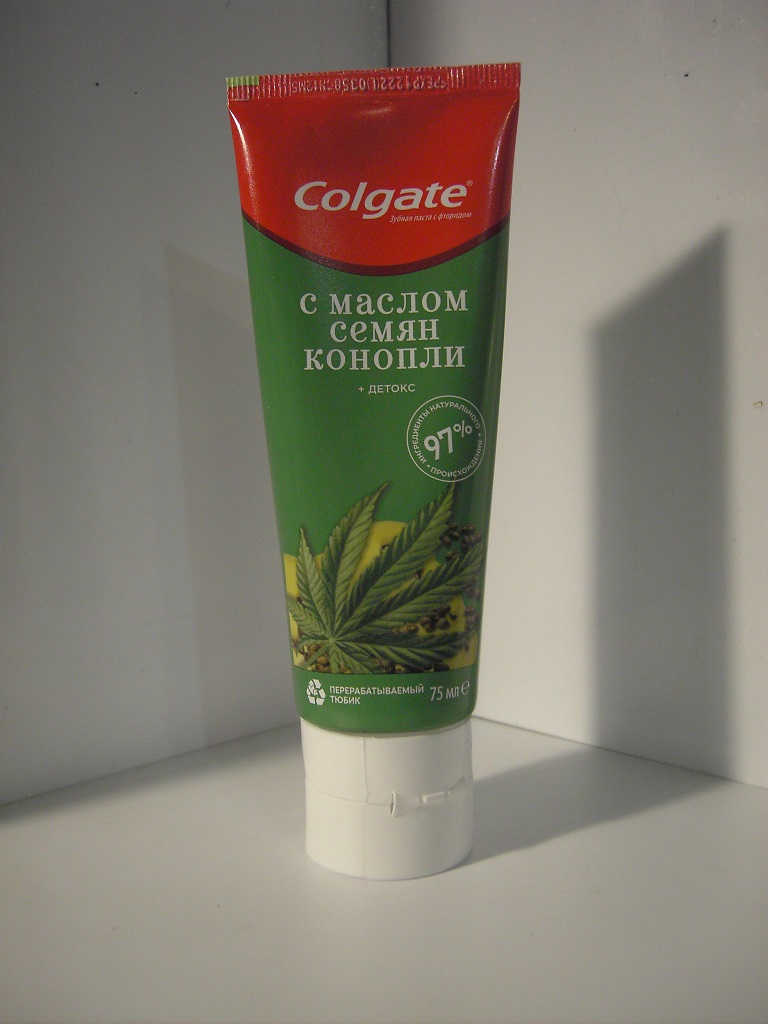 Colgate®
Зубная паста с фторидом
С МАСЛОМ
СЕМЯН
КОНОПЛИ
+ ДЕТОКС
97%
ИНГРЕДИЕНТЫ НАТУРАЛЬНОГО
• ПРОИСХОЖДЕНИЯ •
ПЕРЕРАБАТЫВАЕМЫЙ
ТЮБИК
75 МЛ ℮